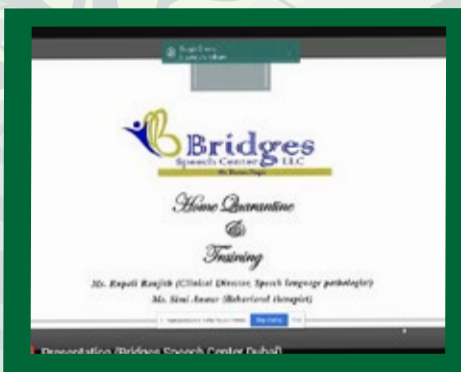 Bridges
Speech Center LLC
Home Quarantine
&
Training
Ms. Rupali Ranjith (Clinical Director, Speech language pathologist)
Ms. Simi Anwar (Behavioral therapist)
Presentation (Bridges Speech Center Dubai)